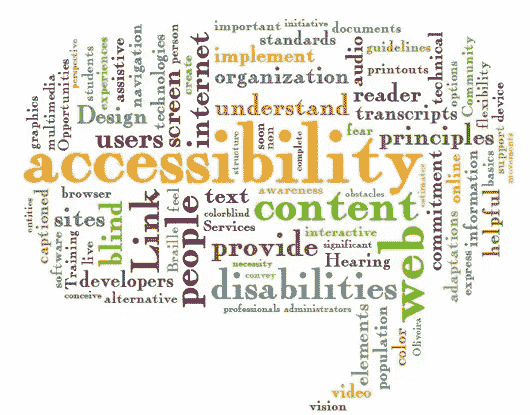 important
initiative
documents
standards
guidelines
implement
audio
printouts
technical
organization
reader
options
Community
flexibility
device
understand
transcripts
support
movements
fear
principles
graphics
multimedia
Opportunities
perspective
students
experiences
assistive
navigation
technologies
person
create
screen
internet
Design
users
structure
soon
non
complete
accessibility
awareness
obstacles
estimates
commitment
online
information
basics
helpful
browser
text
content
entities
captioned
sites
blind
Link
feel
people
colorblind
Services
interactive
software
Training
live
Braille
provide
significant
Hearing
web
adaptations
express
developers
necessity
convey
disabilities
conceive
alternative
professionals
administrators
elements
population
color
Oliveira
video
vision